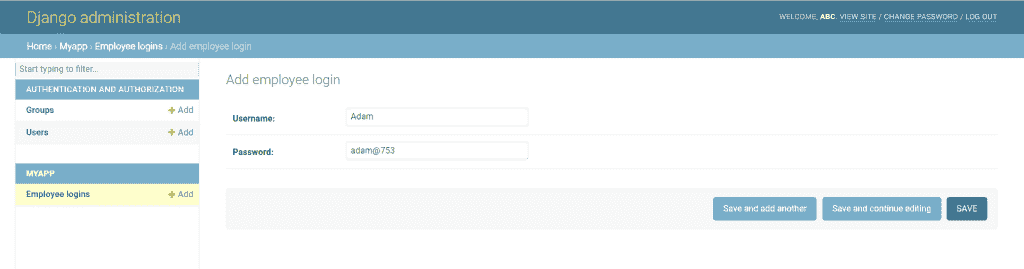 Django administration
WELCOME, ABC. VIEW SITE / CHANGE PASSWORD / LOG OUT
Home › Myapp › Employee logins › Add employee login
Start typing to filter...
AUTHENTICATION AND AUTHORIZATION
Groups + Add
Users + Add
MYAPP
Employee logins + Add
Add employee login
Username: Adam
Password: adam@753
Save and add another Save and continue editing SAVE